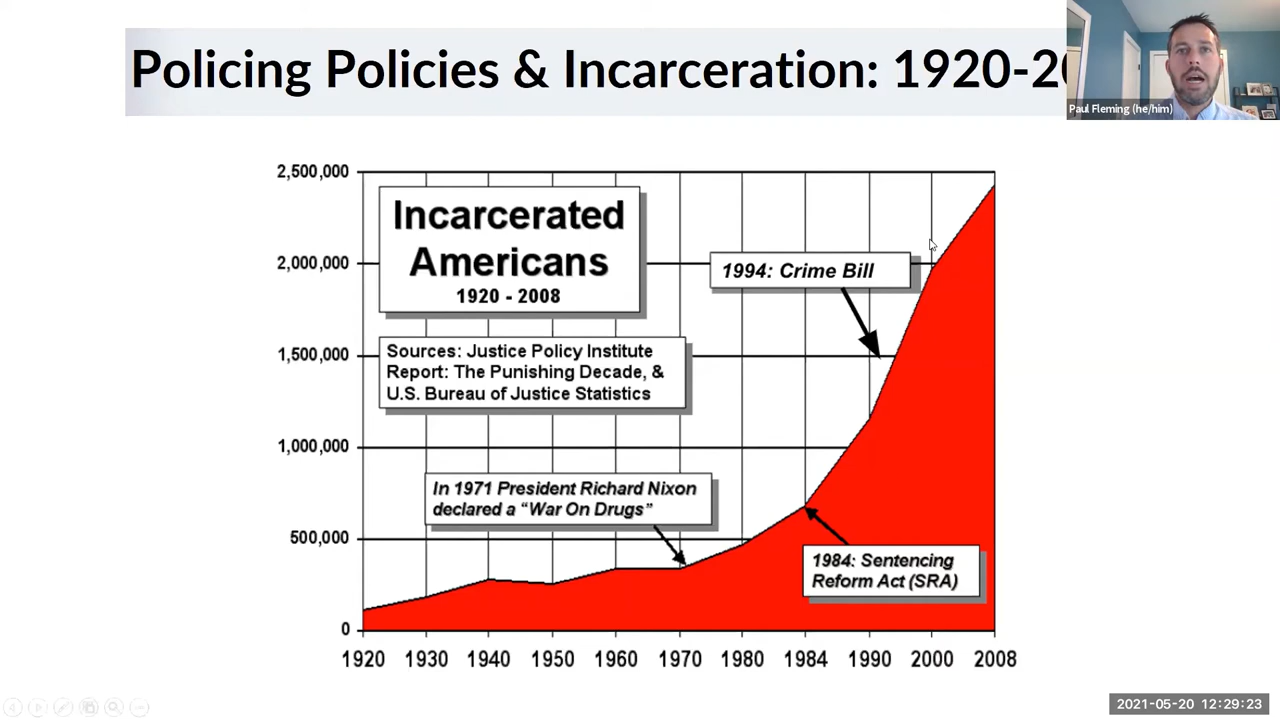 Policing Policies & Incarceration: 1920-20
Paul Fleming (he/him)
2,500,000
2,000,000
1,500,000
1,000,000
500,000
0
Incarcerated
Americans
1920 - 2008
Sources: Justice Policy Institute
Report: The Punishing Decade, &
U.S. Bureau of Justice Statistics
1994: Crime Bill
In 1971 President Richard Nixon
declared a “War On Drugs”
1984: Sentencing
Reform Act (SRA)
1920 1930 1940 1950 1960 1970 1980 1984 1990 2000 2008
2021-05-20 12:29:23